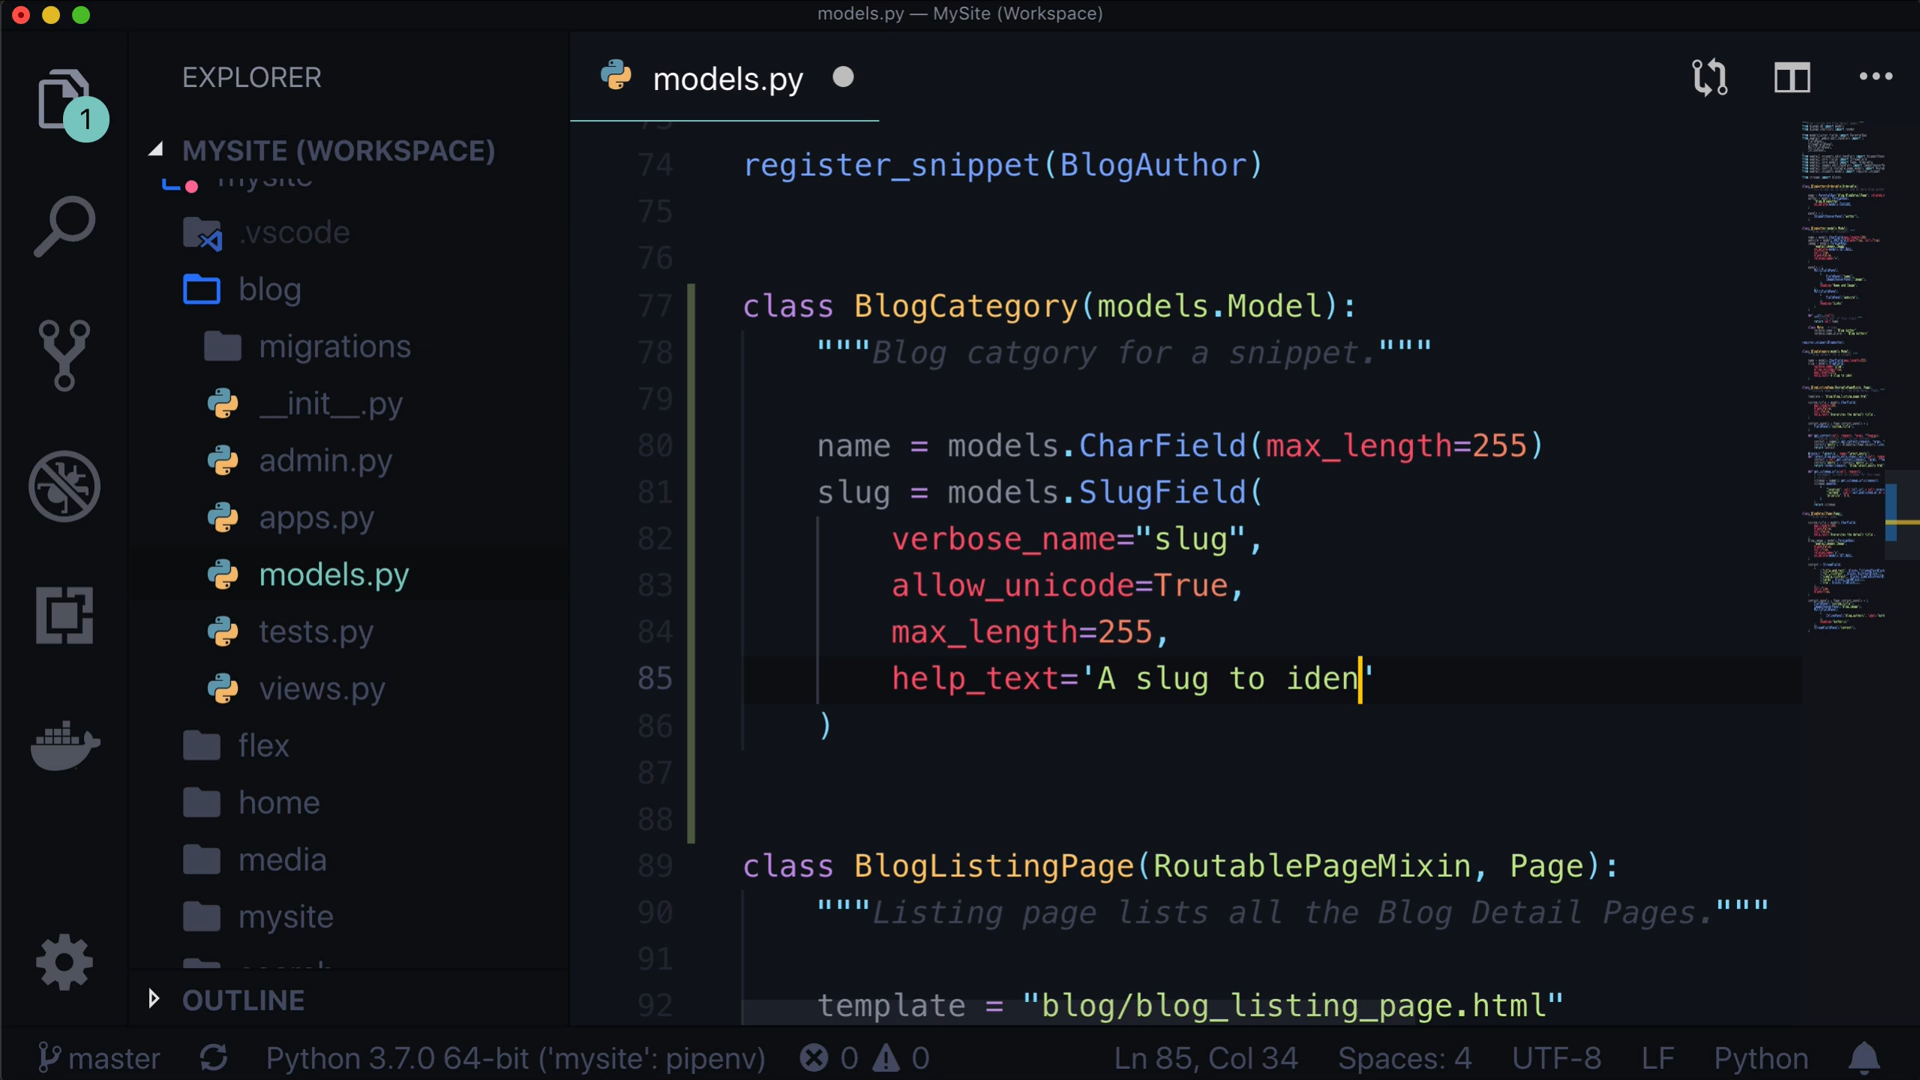 models.py — MySite (Workspace)
EXPLORER
1
MYSITE (WORKSPACE)
mysite
.vscode
blog
migrations
__init__.py
admin.py
apps.py
models.py
tests.py
views.py
flex
home
media
mysite
OUTLINE
models.py
74 register_snippet(BlogAuthor)
75
76
77 class BlogCategory(models.Model):
78 """Blog catgory for a snippet."""
79
80 name = models.CharField(max_length=255)
81 slug = models.SlugField(
82 verbose_name="slug",
83 allow_unicode=True,
84 max_length=255,
85 help_text='A slug to iden'
86 )
87
88
89 class BlogListingPage(RoutablePageMixin, Page):
90 """Listing page lists all the Blog Detail Pages."""
91
92 template = "blog/blog_listing_page.html"
master Python 3.7.0 64-bit ('mysite': pipenv) 0 0 Ln 85, Col 34 Spaces: 4 UTF-8 LF Python